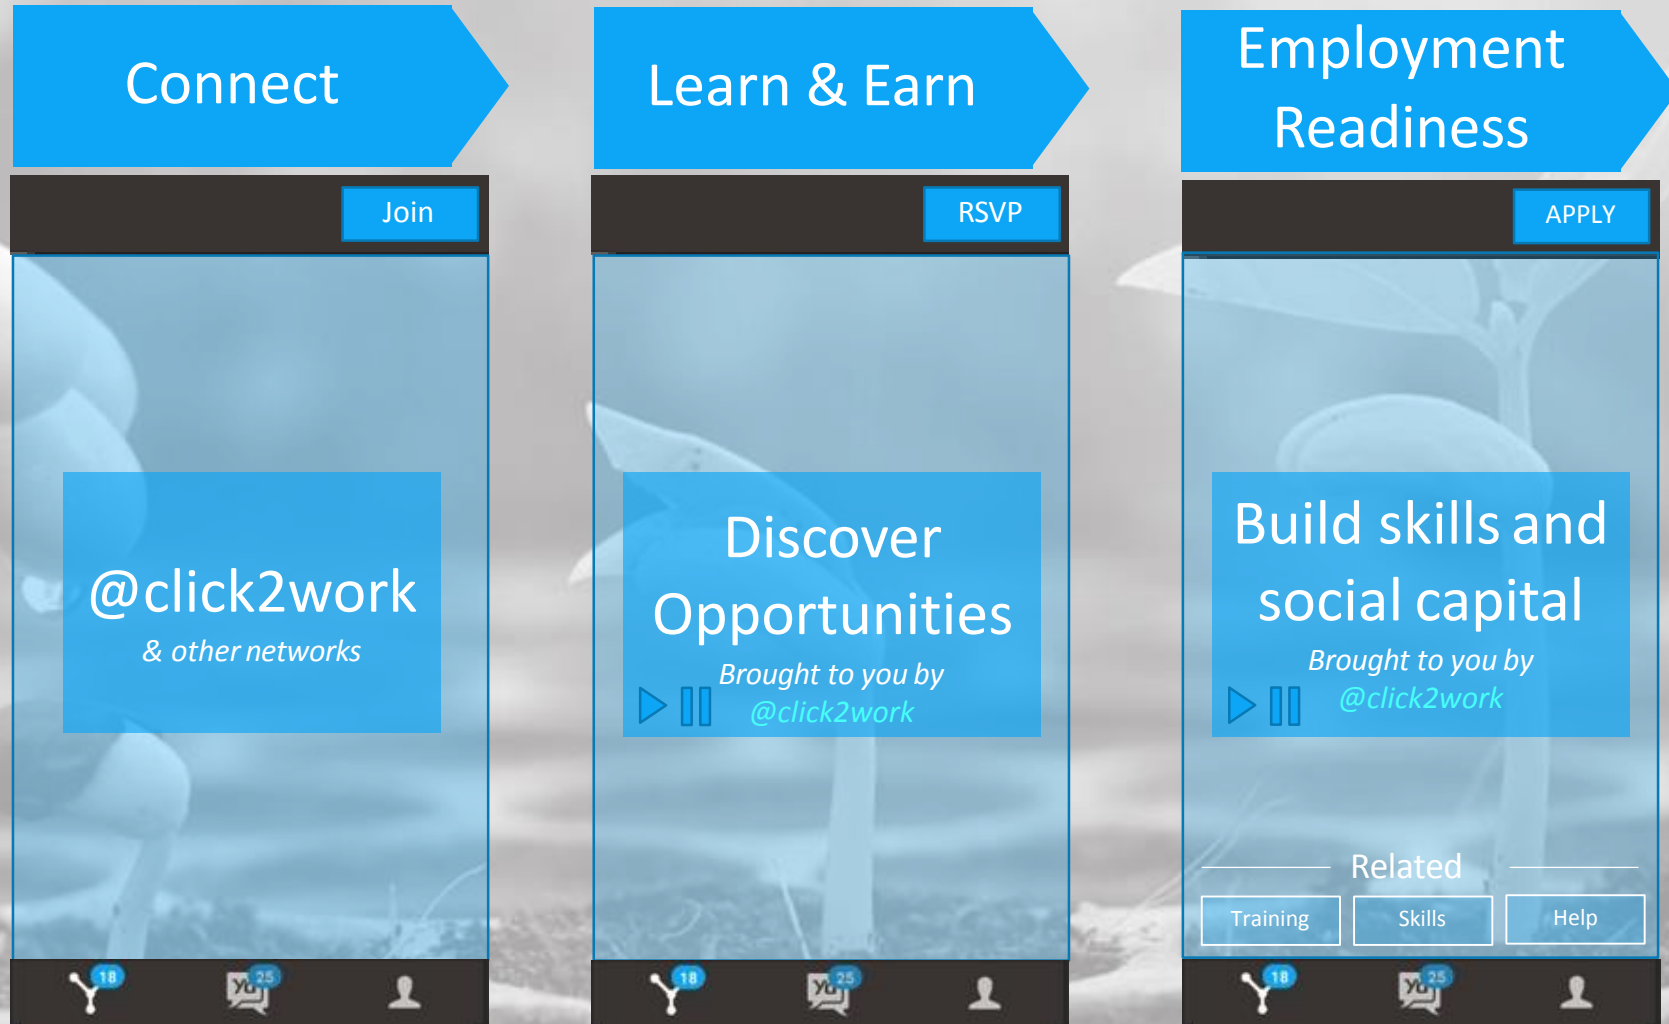 Connect
Join
@click2work
& other networks
18
25
Learn & Earn
RSVP
Discover
Opportunities
Brought to you by
@click2work
18
25
Employment
Readiness
APPLY
Build skills and
social capital
Brought to you by
@click2work
Related
Training
Skills
Help
18
25